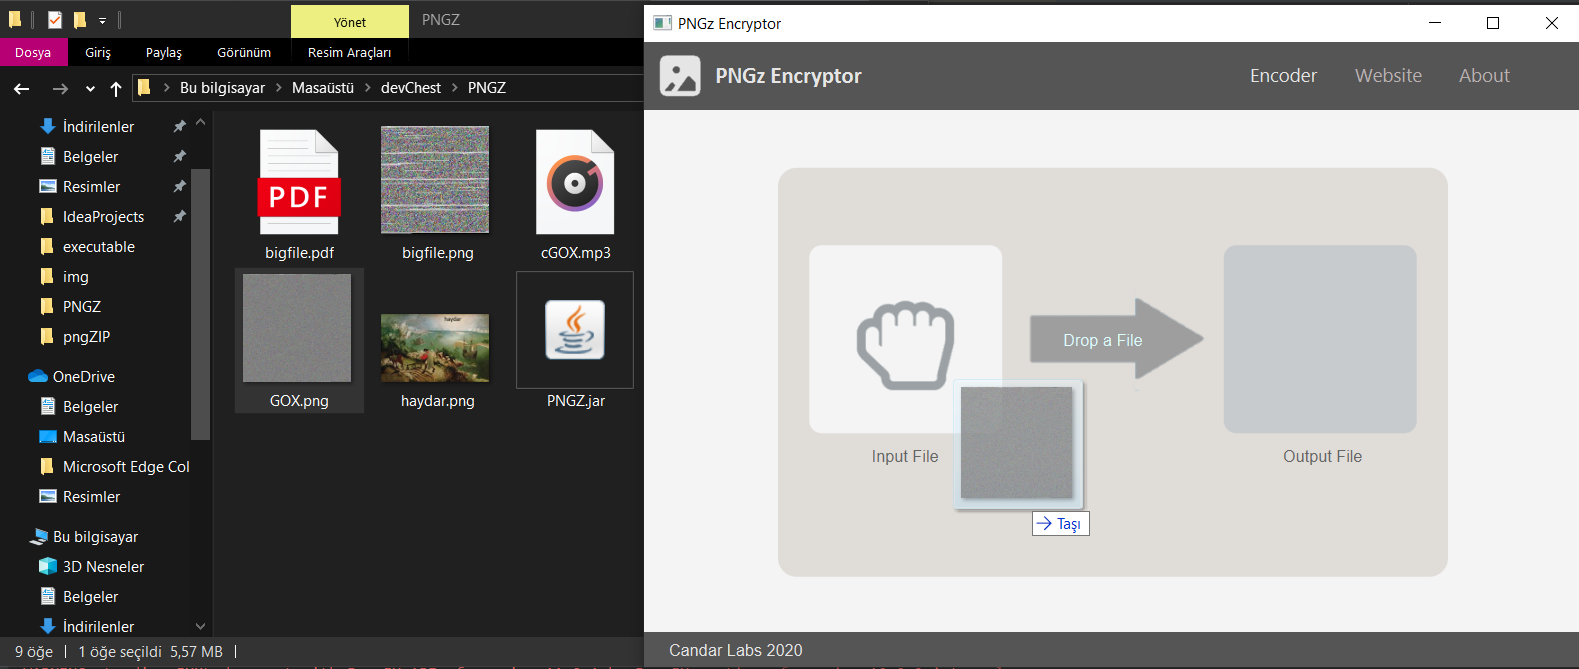 Yönet
PNGZ
Dosya
Giriş
Paylaş
Görünüm
Resim Araçları
Bu bilgisayar
Masaüstü
devChest
PNGZ
İndirilenler
Belgeler
Resimler
IdeaProjects
executable
img
PNGZ
pngZIP
OneDrive
Belgeler
Masaüstü
Microsoft Edge Col
Resimler
Bu bilgisayar
3D Nesneler
Belgeler
İndirilenler
PDF
bigfile.pdf
bigfile.png
cGOX.mp3
GOX.png
haydar
haydar.png
PNGZ.jar
9 öğe
1 öğe seçildi 5,57 MB
PNGz Encryptor
PNGz Encryptor
Encoder
Website
About
Drop a File
Input File
Output File
Taşı
Candar Labs 2020